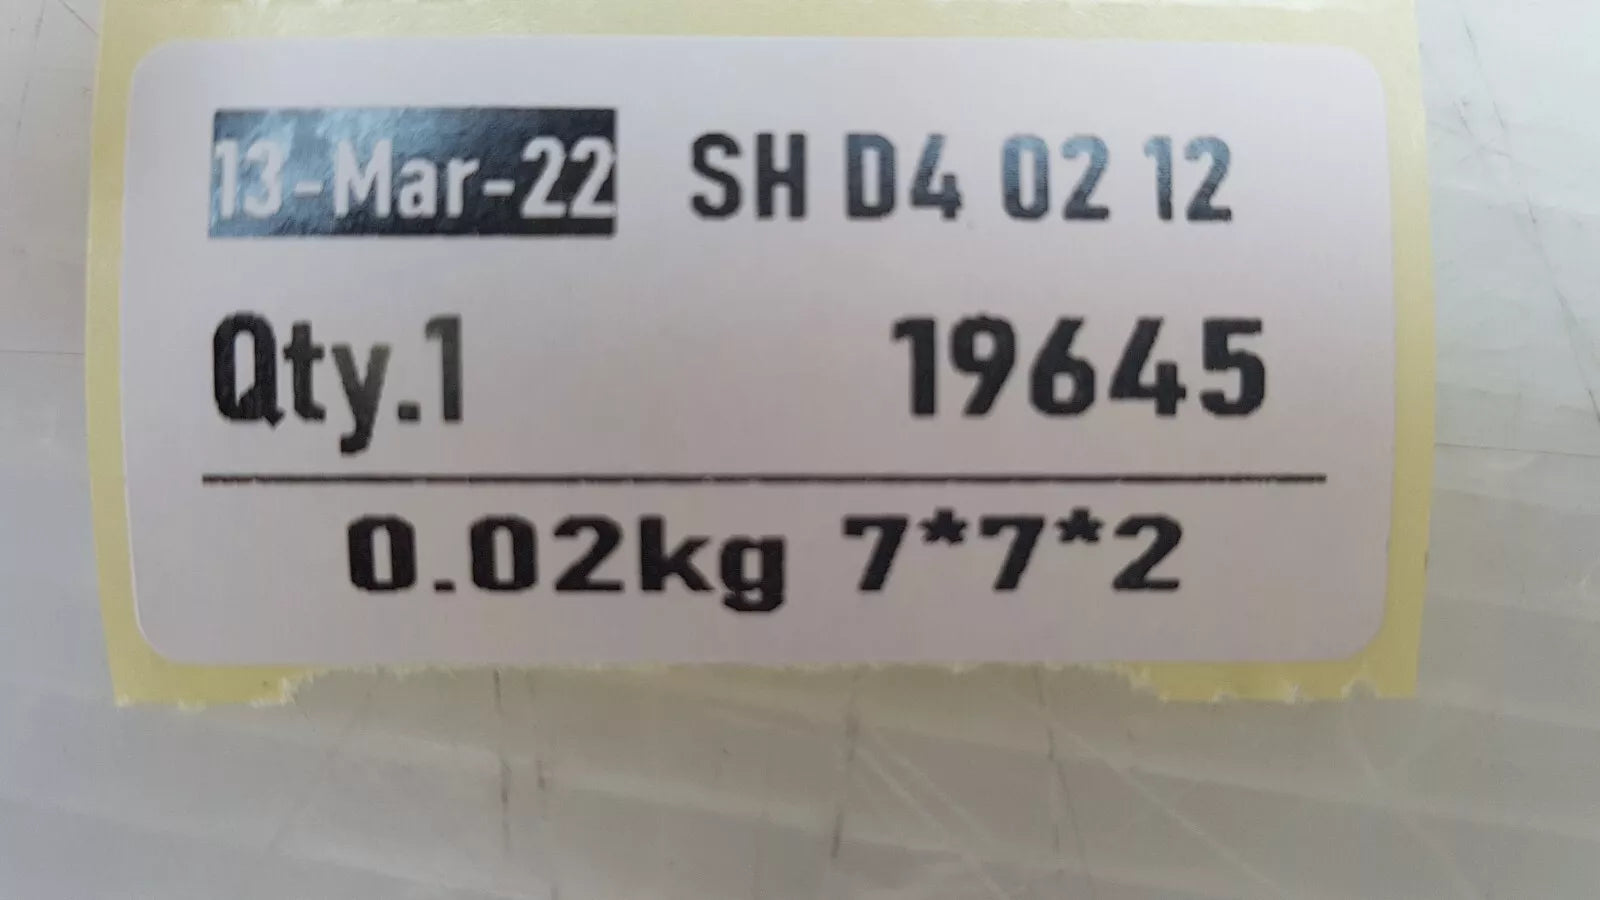 13-Mar-22 SH D4 02 12
Qty.1 19645
0.02kg 7*7*2